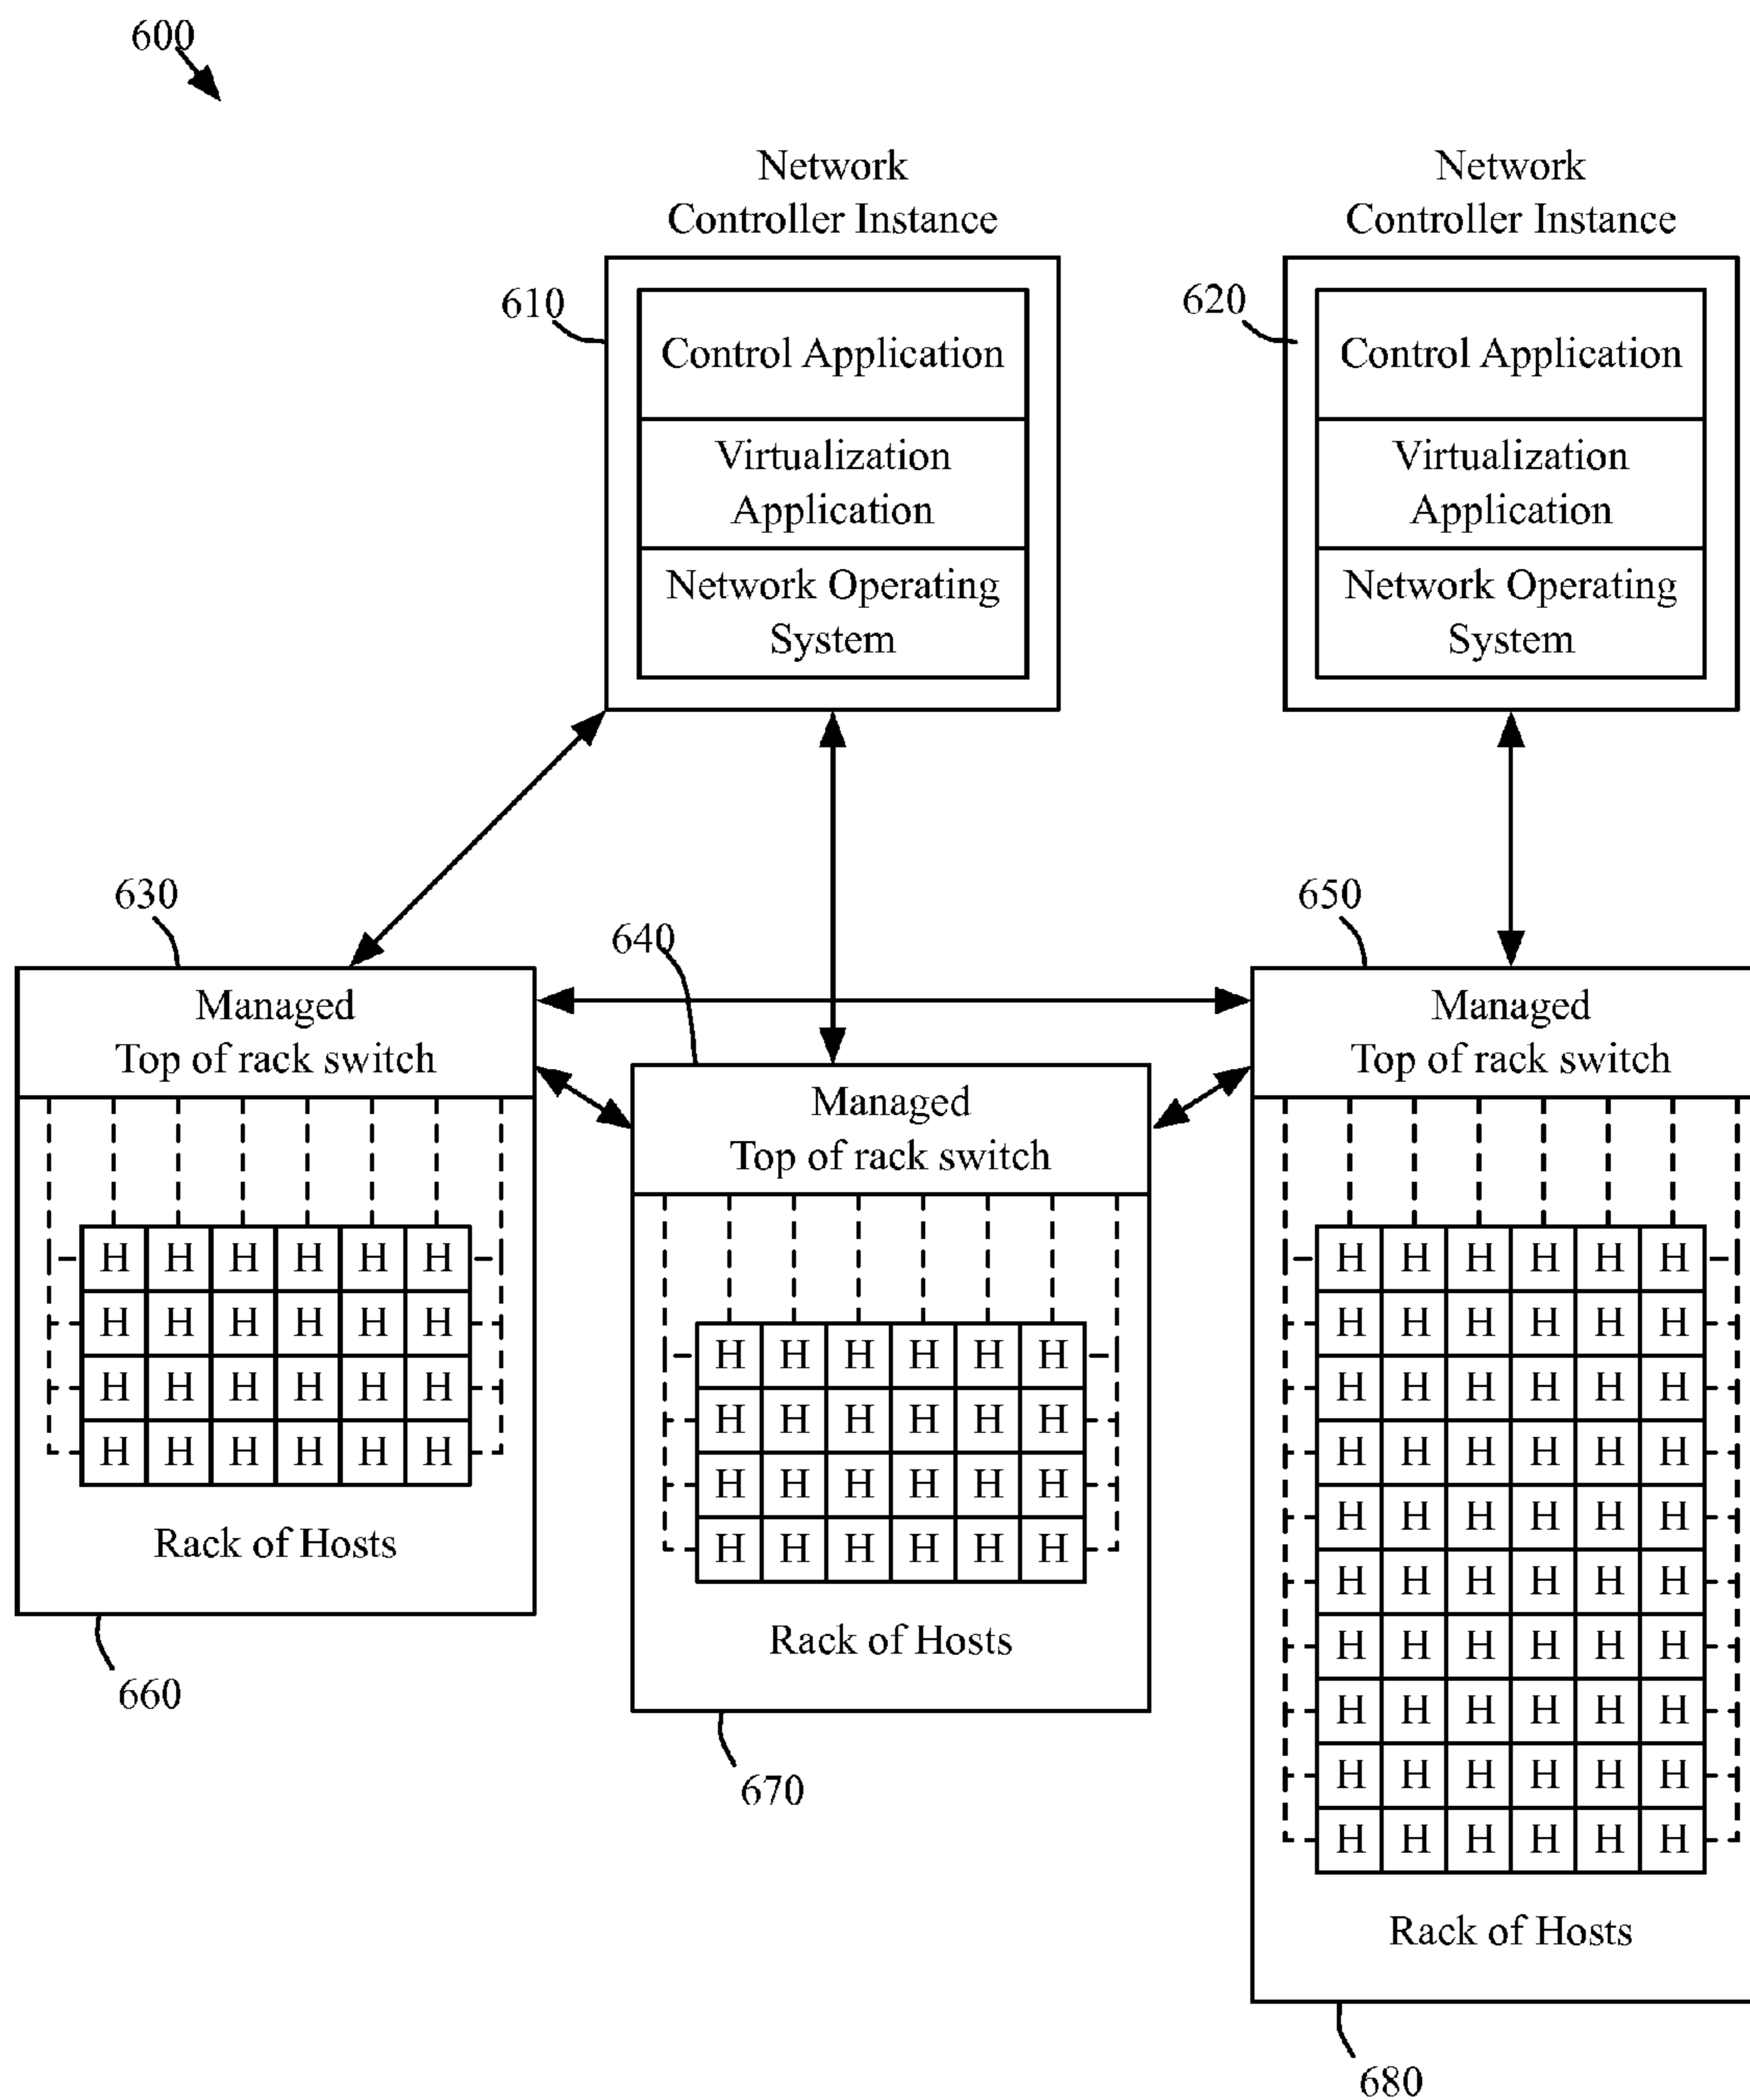 600
Network
Controller Instance
610
Control Application
Virtualization
Application
Network Operating
System
Network
Controller Instance
620
Control Application
Virtualization
Application
Network Operating
System
630
Managed
Top of rack switch
H H H H H H
H H H H H H
H H H H H H
H H H H H H
Rack of Hosts
660
640
Managed
Top of rack switch
H H H H H H
H H H H H H
H H H H H H
H H H H H H
Rack of Hosts
670
650
Managed
Top of rack switch
H H H H H H
H H H H H H
H H H H H H
H H H H H H
H H H H H H
H H H H H H
H H H H H H
H H H H H H
H H H H H H
H H H H H H
Rack of Hosts
680